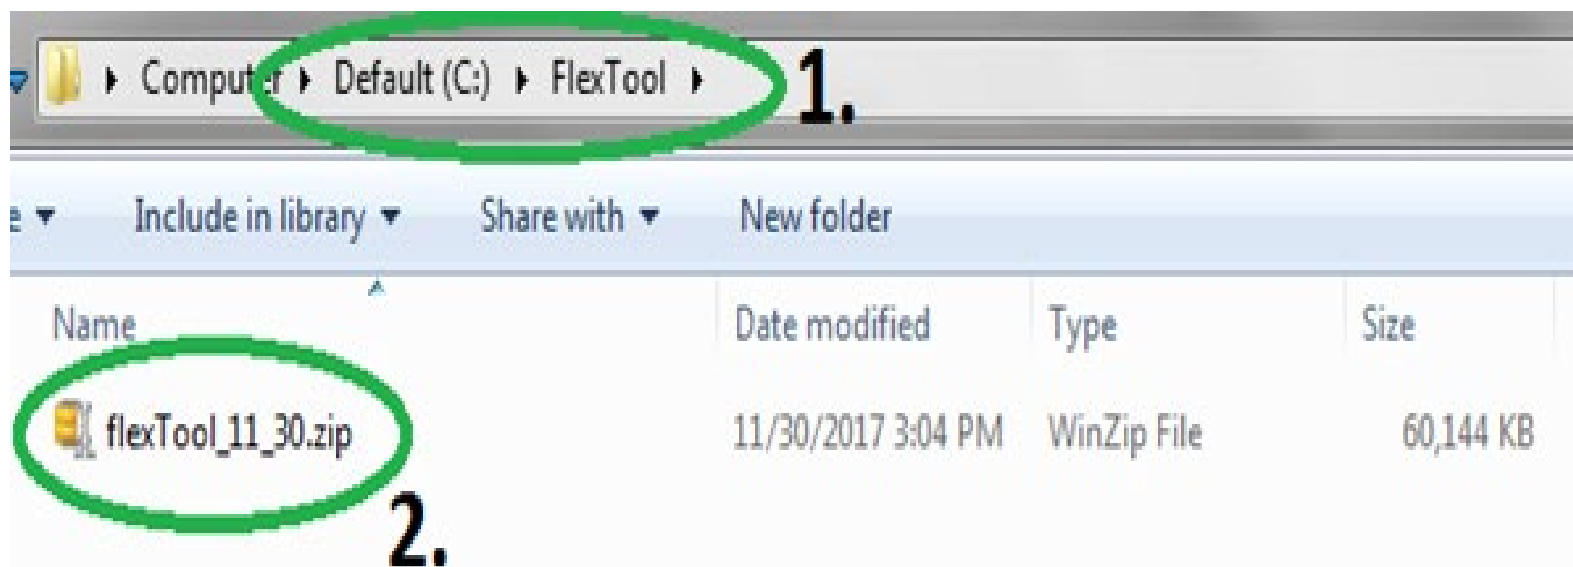 Computer Default (C:) FlexTool 1.
Include in library Share with New folder
Name Date modified Type Size
flexTool_11_30.zip 11/30/2017 3:04 PM WinZip File 60,144 KB
2.